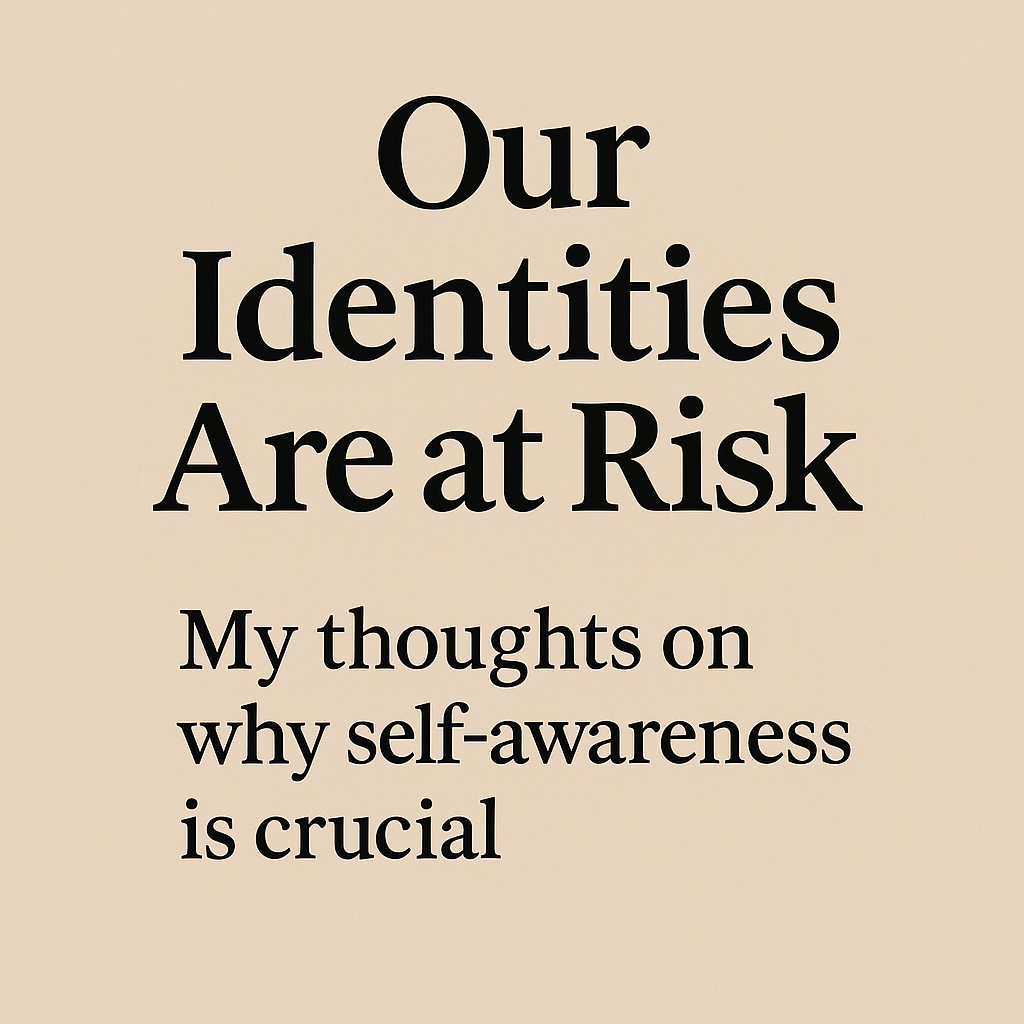 Our
Identities
Are at Risk
My thoughts on
why self-awareness
is crucial